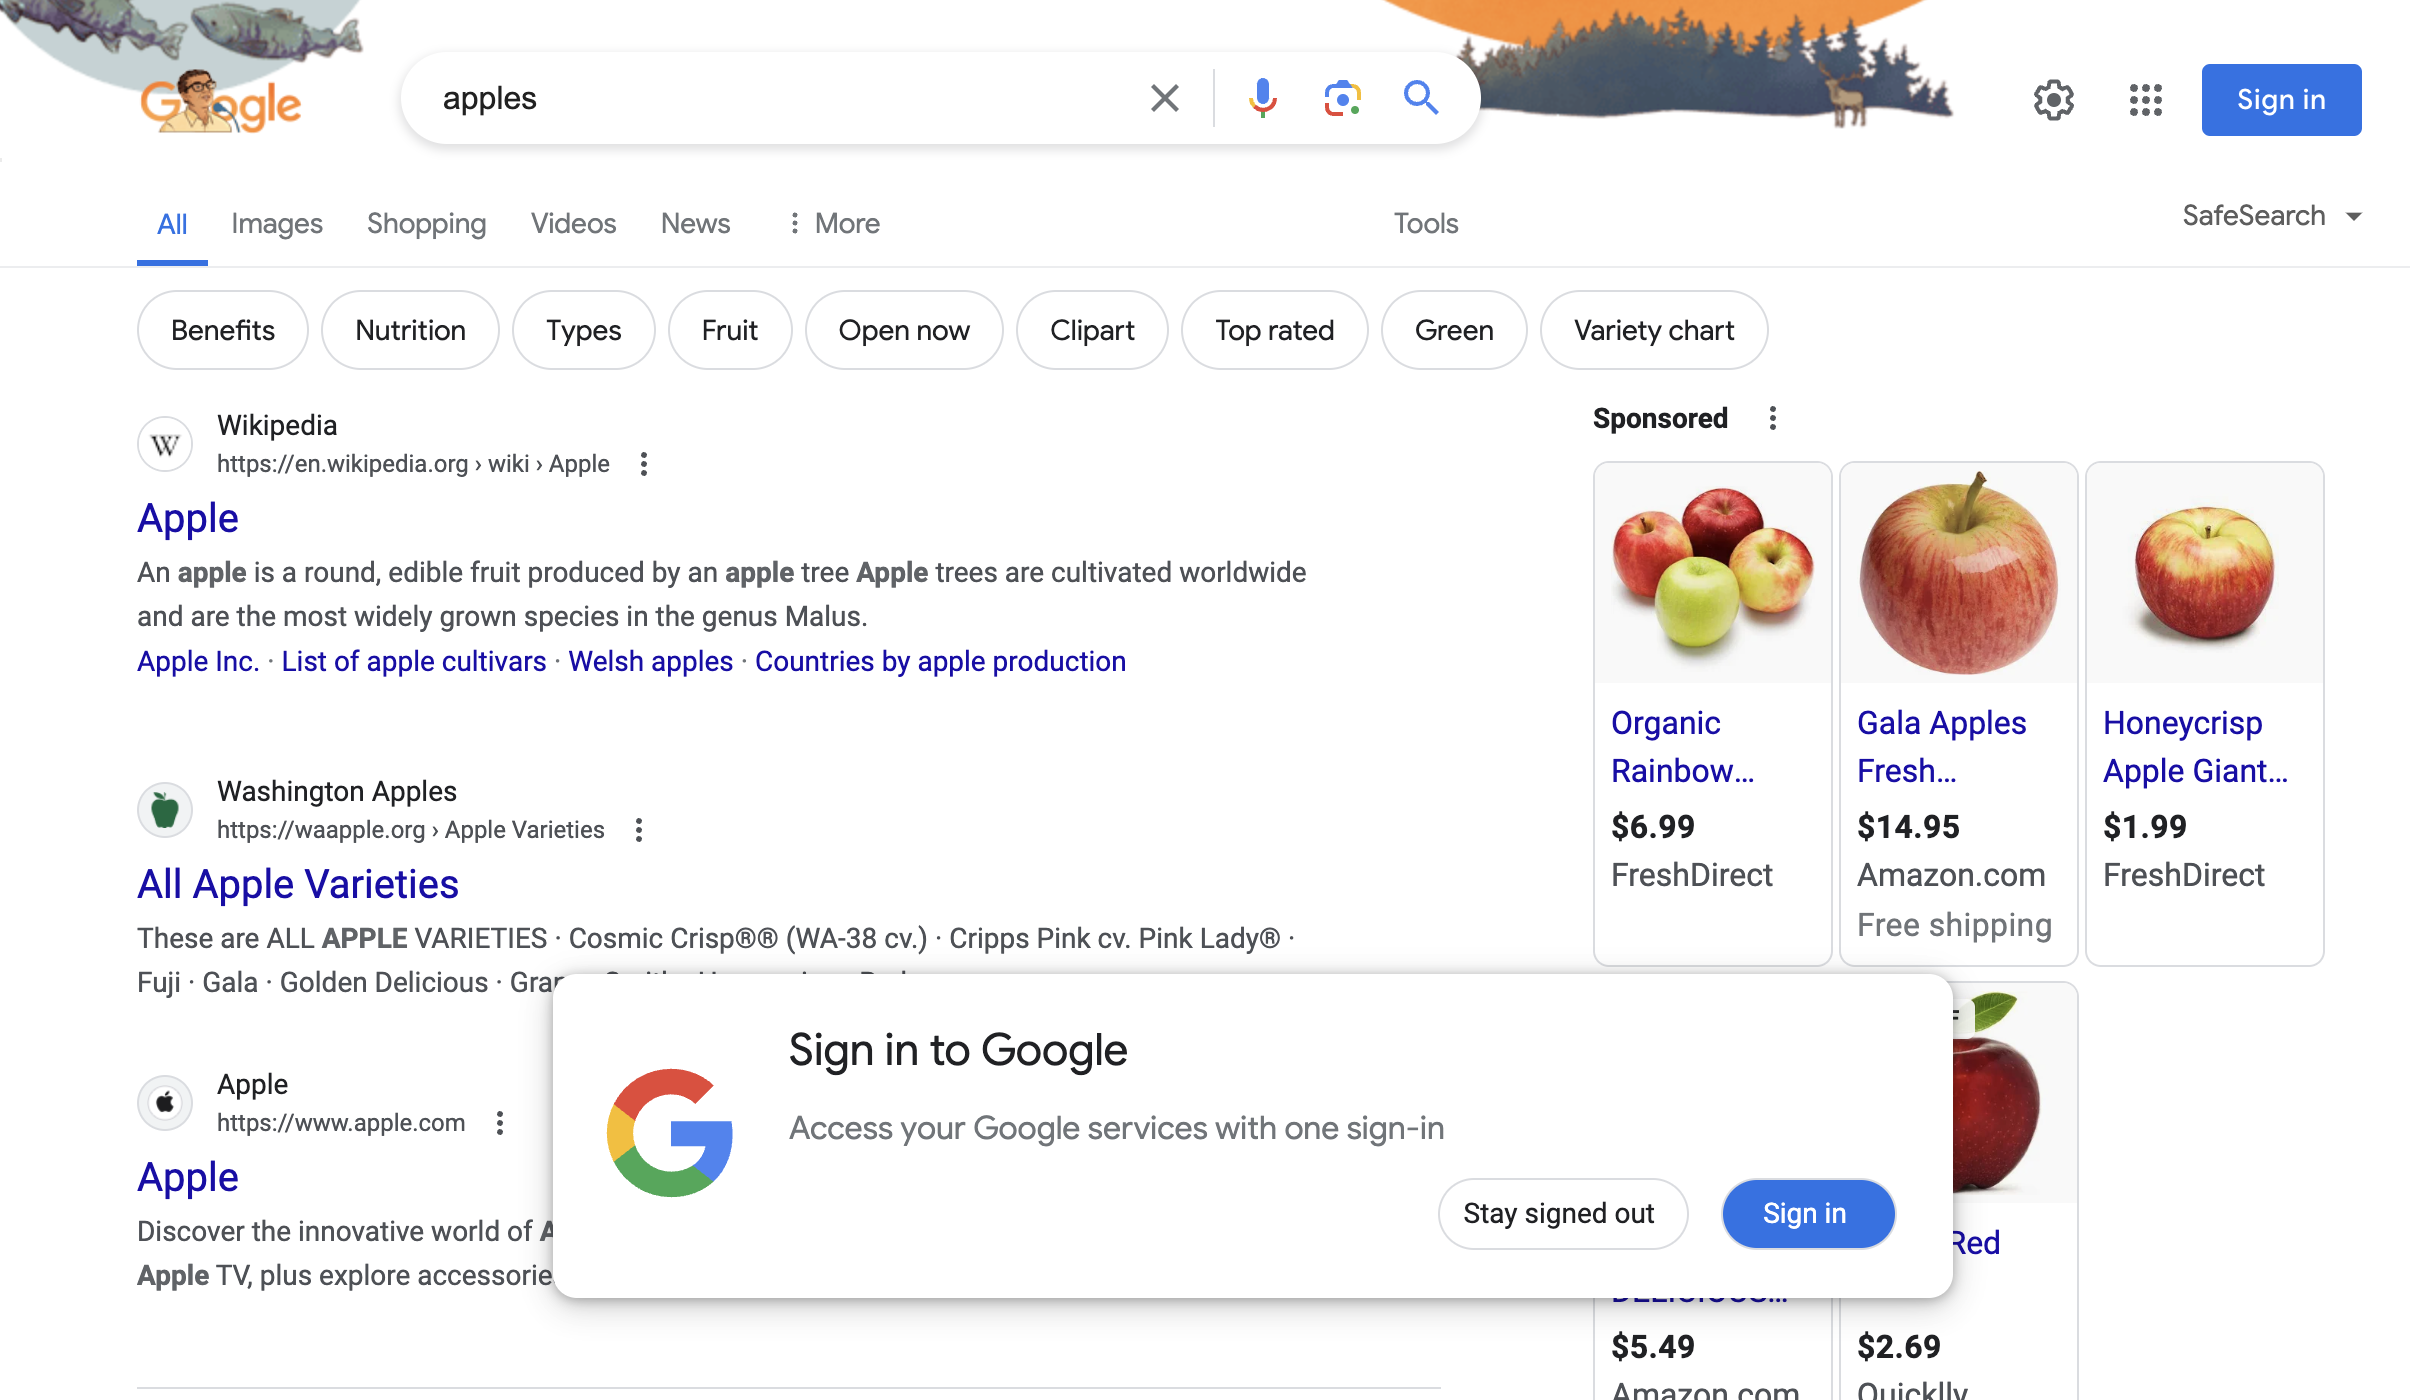 Google
apples
Sign in
All
Images
Shopping
Videos
News
More
Tools
SafeSearch
Benefits
Nutrition
Types
Fruit
Open now
Clipart
Top rated
Green
Variety chart
W
Wikipedia
https://en.wikipedia.org › wiki › Apple
Apple
An apple is a round, edible fruit produced by an apple tree Apple trees are cultivated worldwide
and are the most widely grown species in the genus Malus.
Apple Inc. · List of apple cultivars · Welsh apples · Countries by apple production
Washington Apples
https://waapple.org › Apple Varieties
All Apple Varieties
These are ALL APPLE VARIETIES · Cosmic Crisp®® (WA-38 cv.) · Cripps Pink cv. Pink Lady® ·
Fuji · Gala · Golden Delicious ·
Apple
https://www.apple.com
Apple
Discover the innovative world of
Apple TV, plus explore
Sponsored
Organic
Rainbow...
$6.99
FreshDirect
Gala Apples
Fresh...
$14.95
Amazon.com
Free shipping
Honeycrisp
Apple Giant...
$1.99
FreshDirect
$5.49
Amazon.com
Red
$2.69
Quicklly
Sign in to Google
Access your Google services with one sign-in
Stay signed out
Sign in